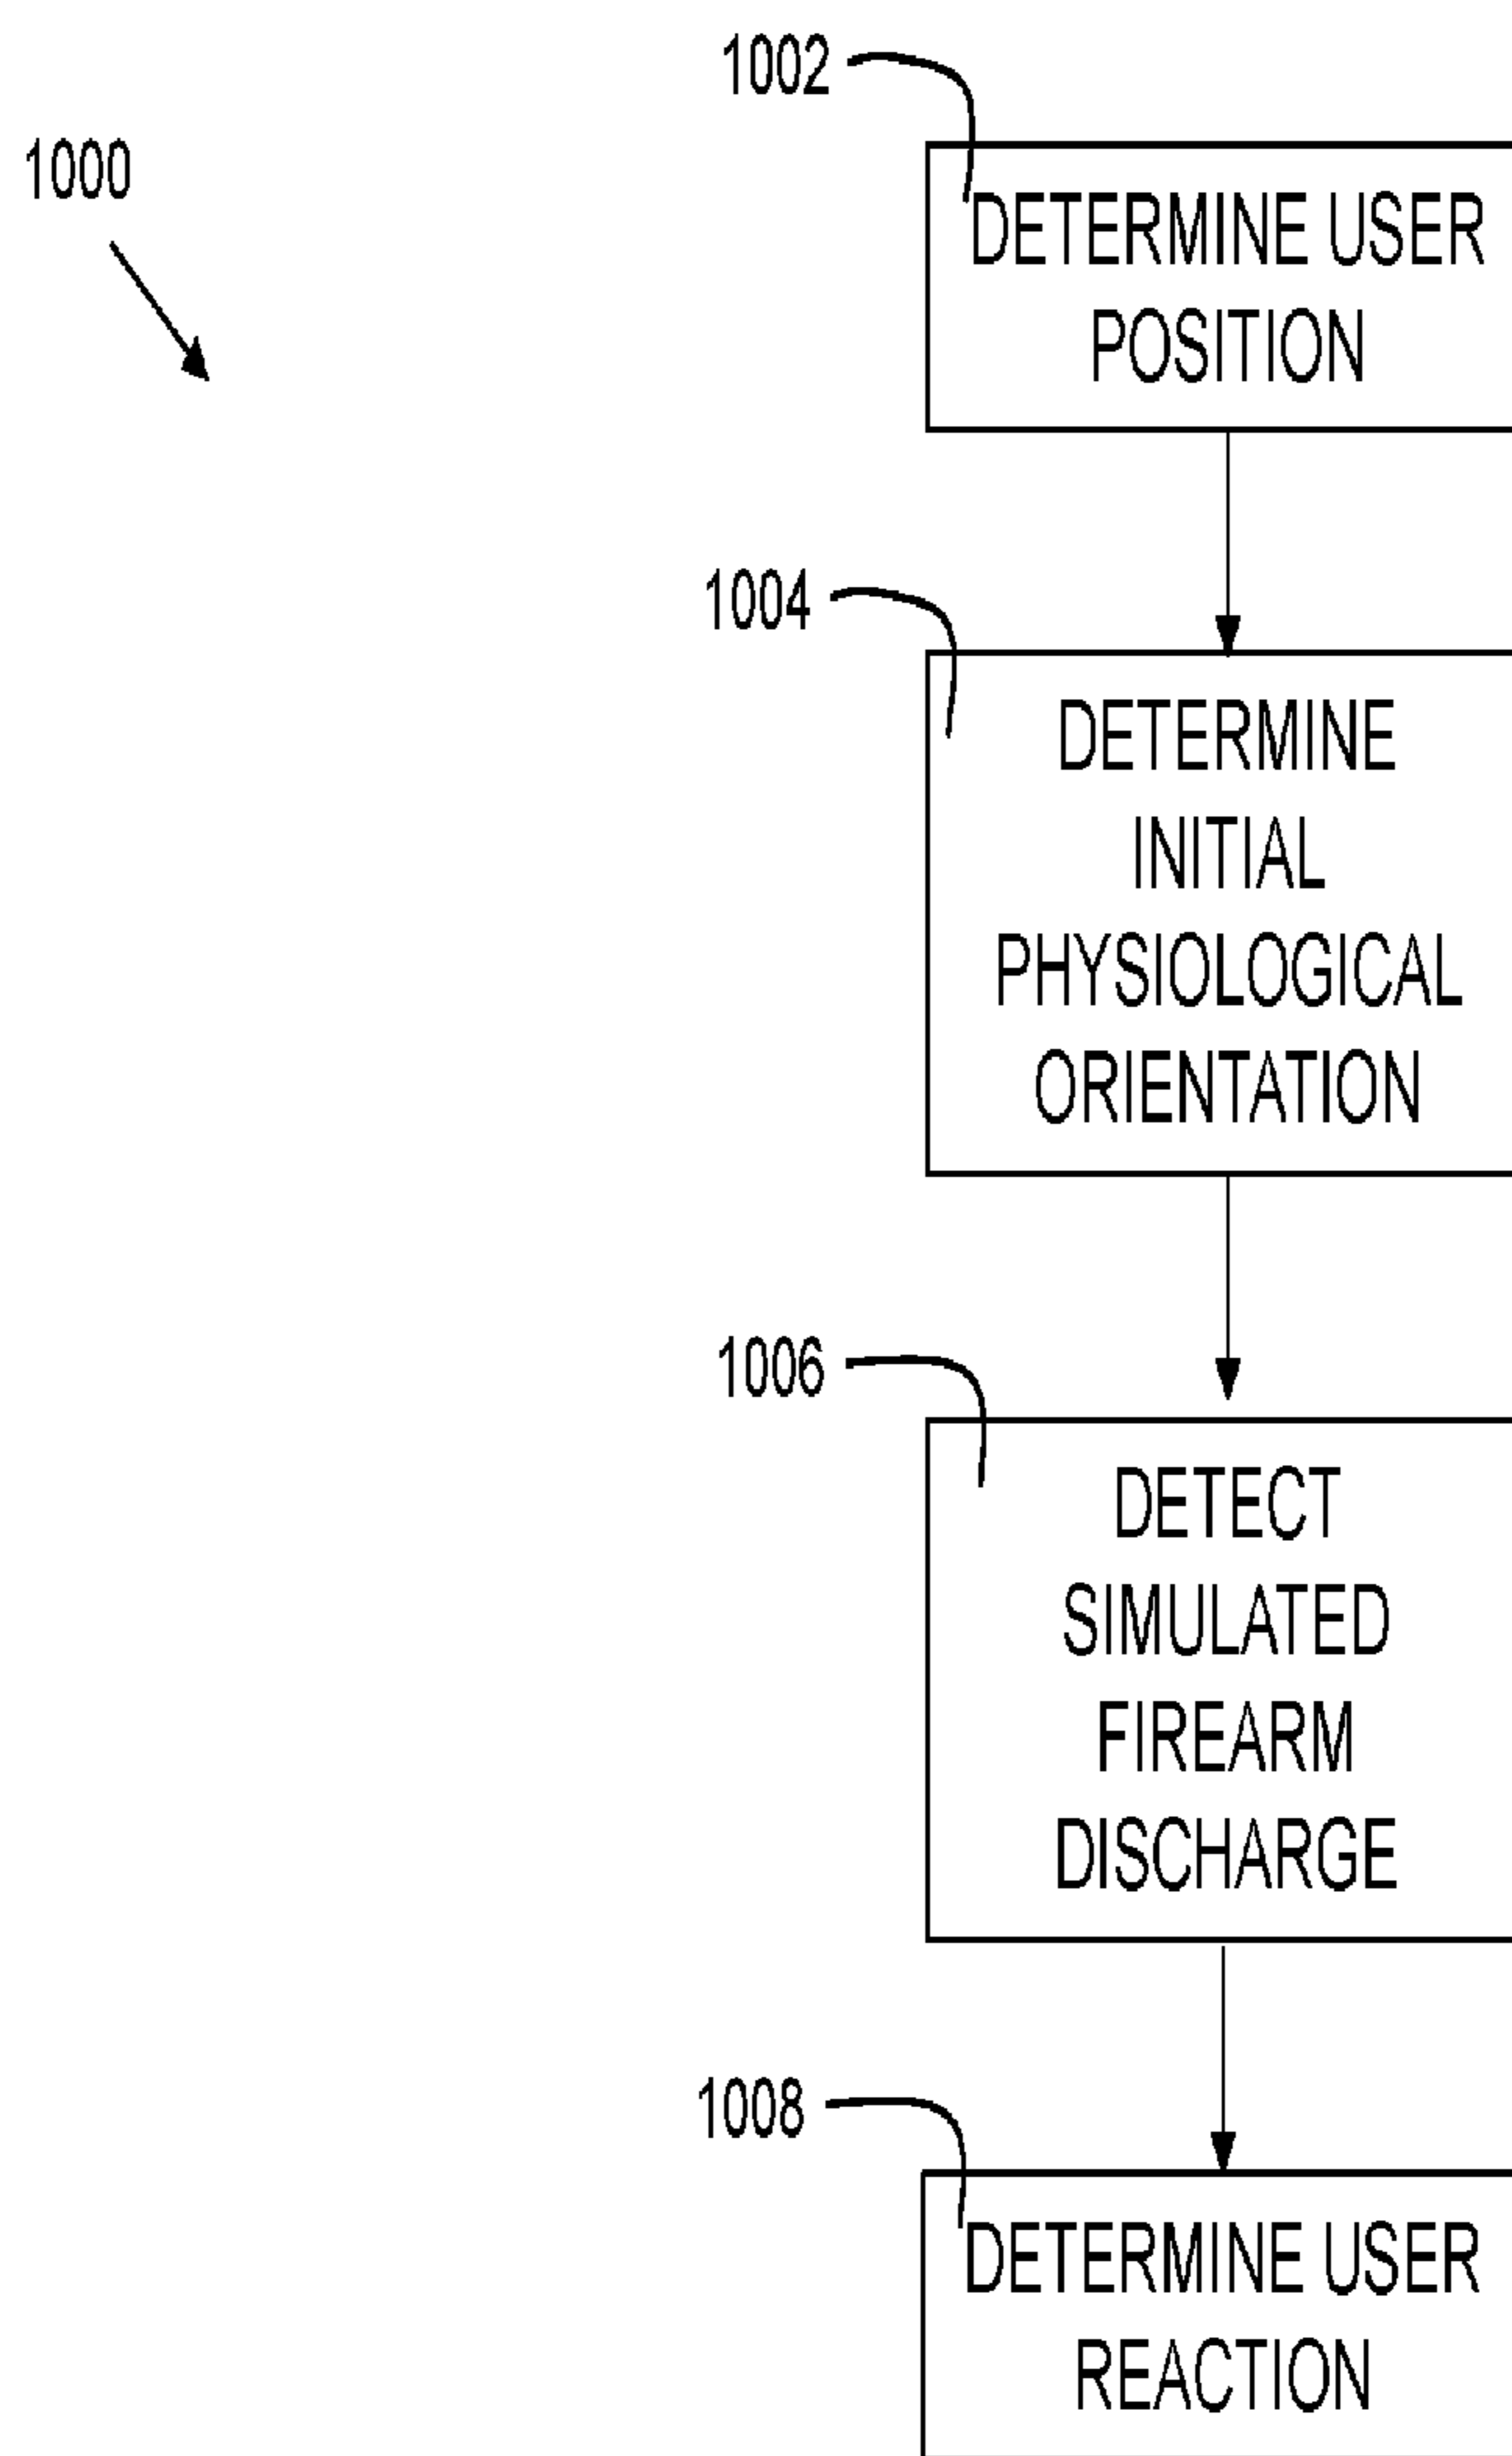 1002
1000
DETERMINE USER
POSITION
1004
DETERMINE
INITIAL
PHYSIOLOGICAL
ORIENTATION
1006
DETECT
SIMULATED
FIREARM
DISCHARGE
1008
DETERMINE USER
REACTION